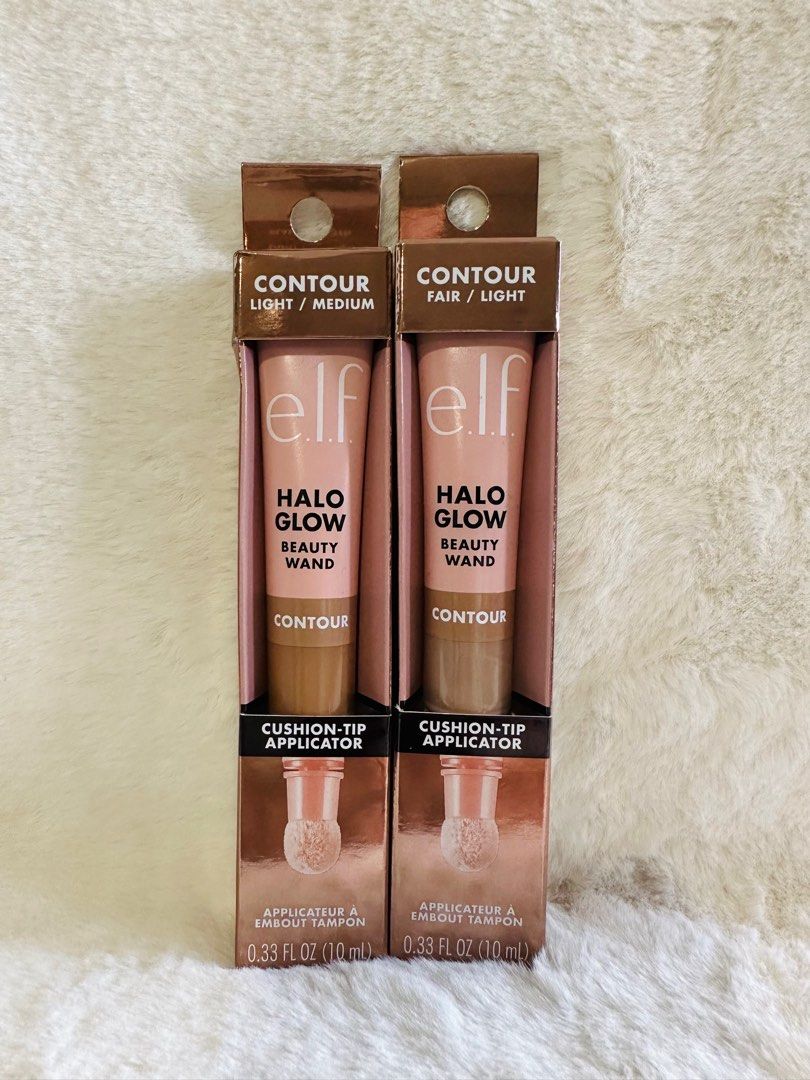 CONTOUR
LIGHT / MEDIUM
e.l.f.
HALO
GLOW
BEAUTY
WAND
CONTOUR
CUSHION-TIP
APPLICATOR
APPLICATEUR À
EMBOUT TAMPON
0.33 FL OZ (10 mL)
CONTOUR
FAIR / LIGHT
e.l.f.
HALO
GLOW
BEAUTY
WAND
CONTOUR
CUSHION-TIP
APPLICATOR
APPLICATEUR À
EMBOUT TAMPON
0.33 FL OZ (10 mL)